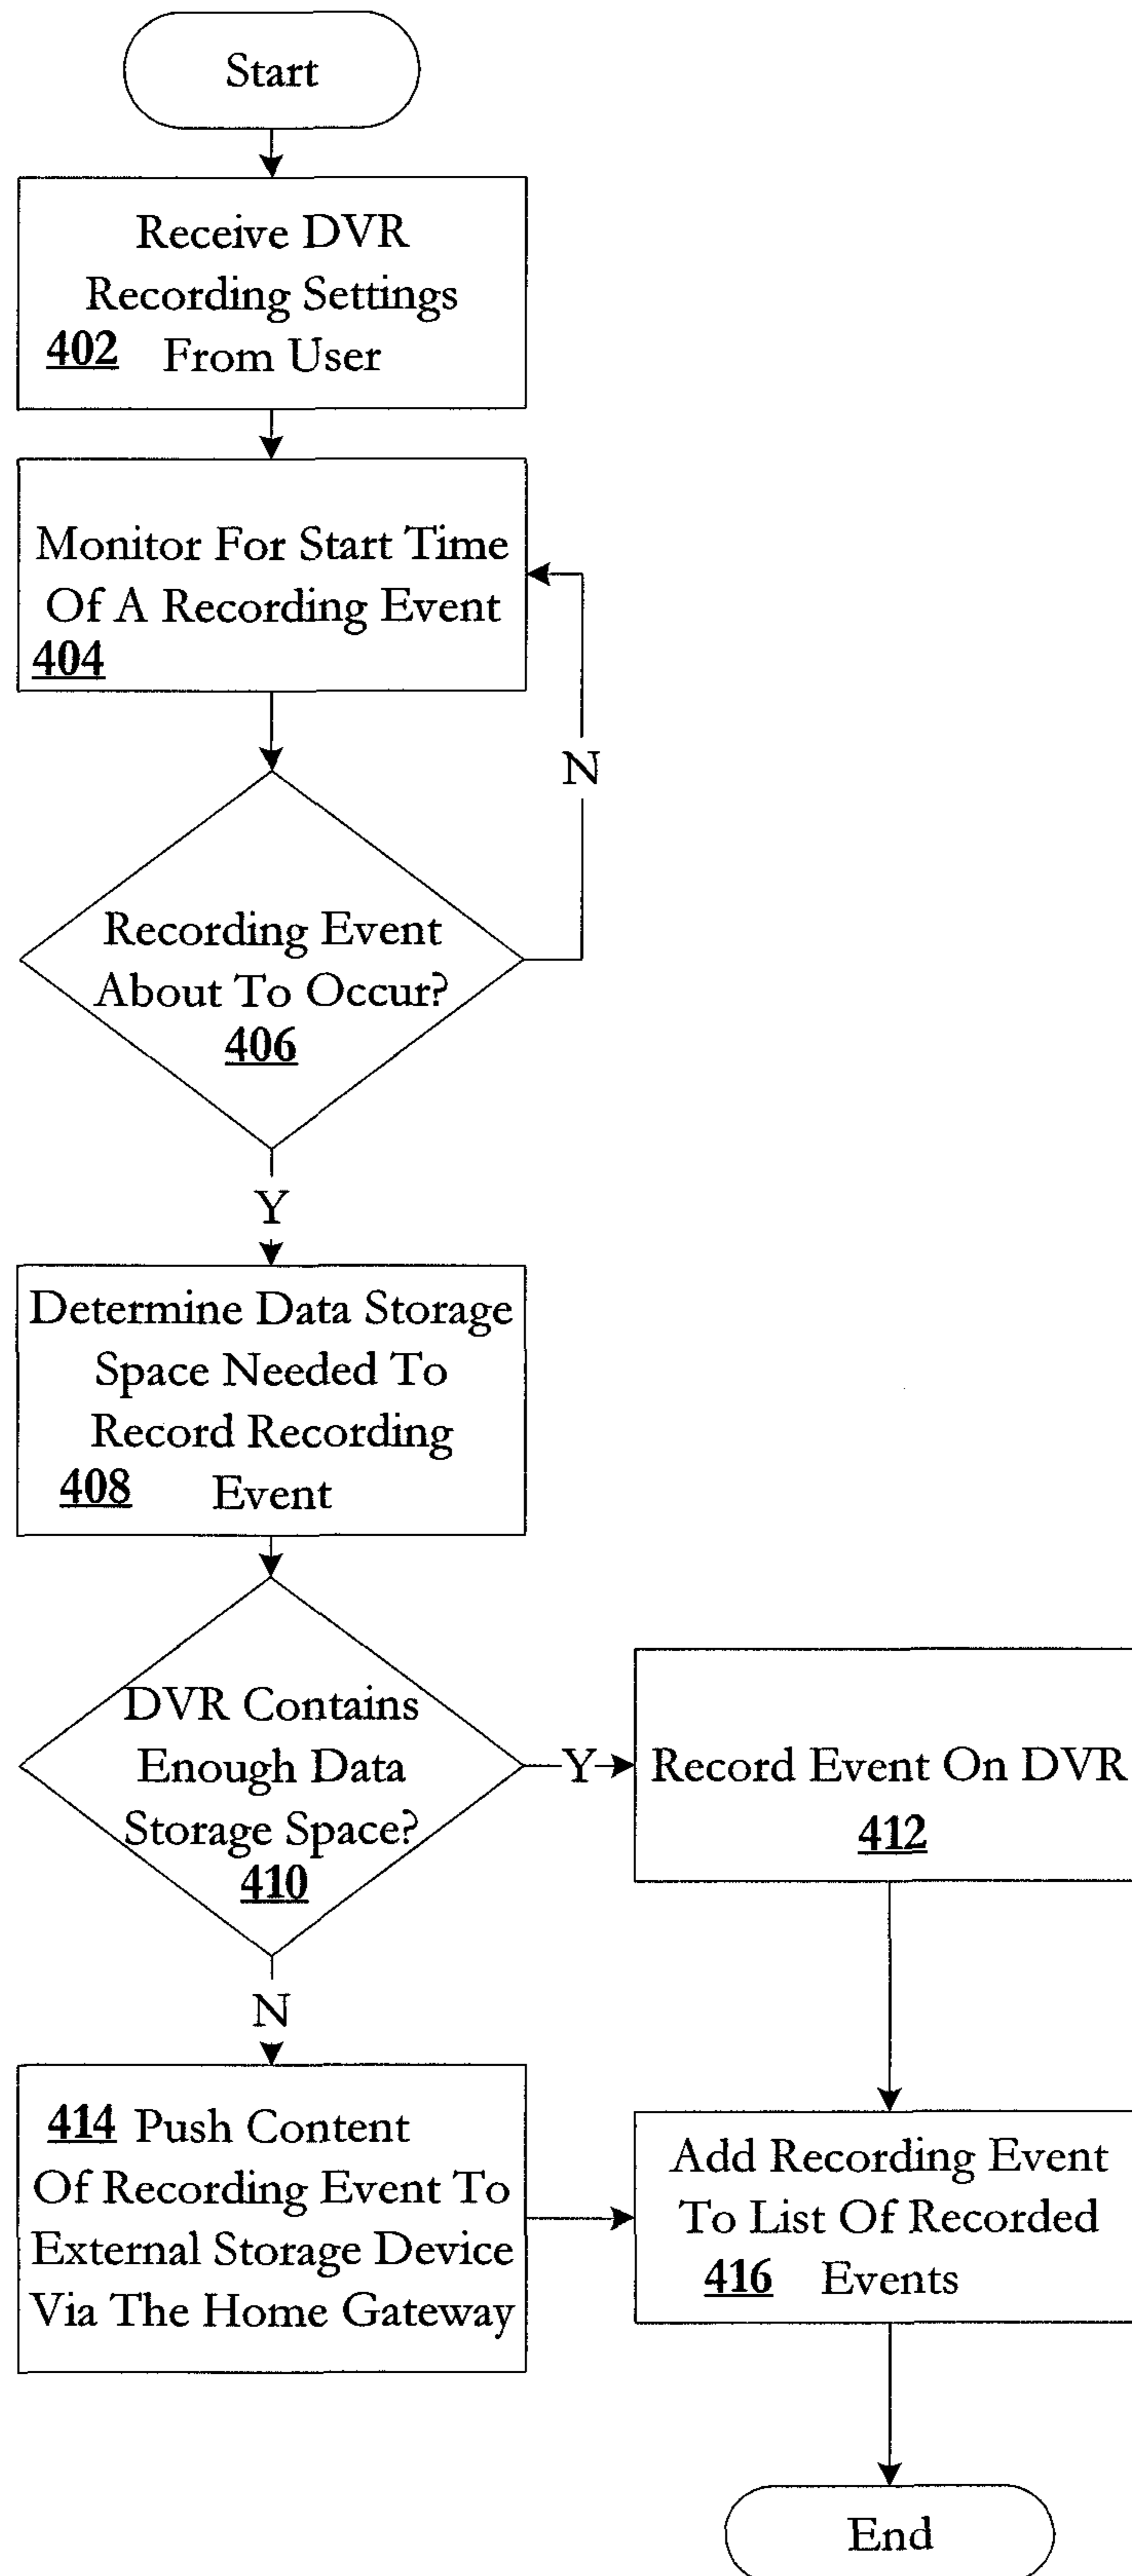 Start
Receive DVR
Recording Settings
402 From User
Monitor For Start Time
Of A Recording Event
404
N
Recording Event
About To Occur?
406
Y
Determine Data Storage
Space Needed To
Record Recording
408 Event
DVR Contains
Enough Data
Storage Space?
410
Y
Record Event On DVR
412
N
414 Push Content
Of Recording Event To
External Storage Device
Via The Home Gateway
Add Recording Event
To List Of Recorded
416 Events
End